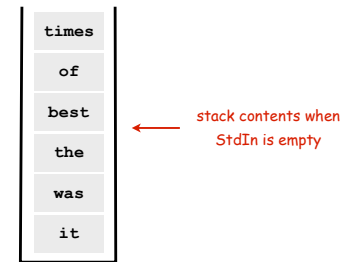 times
of
best
the
was
it
stack contents when
StdIn is empty